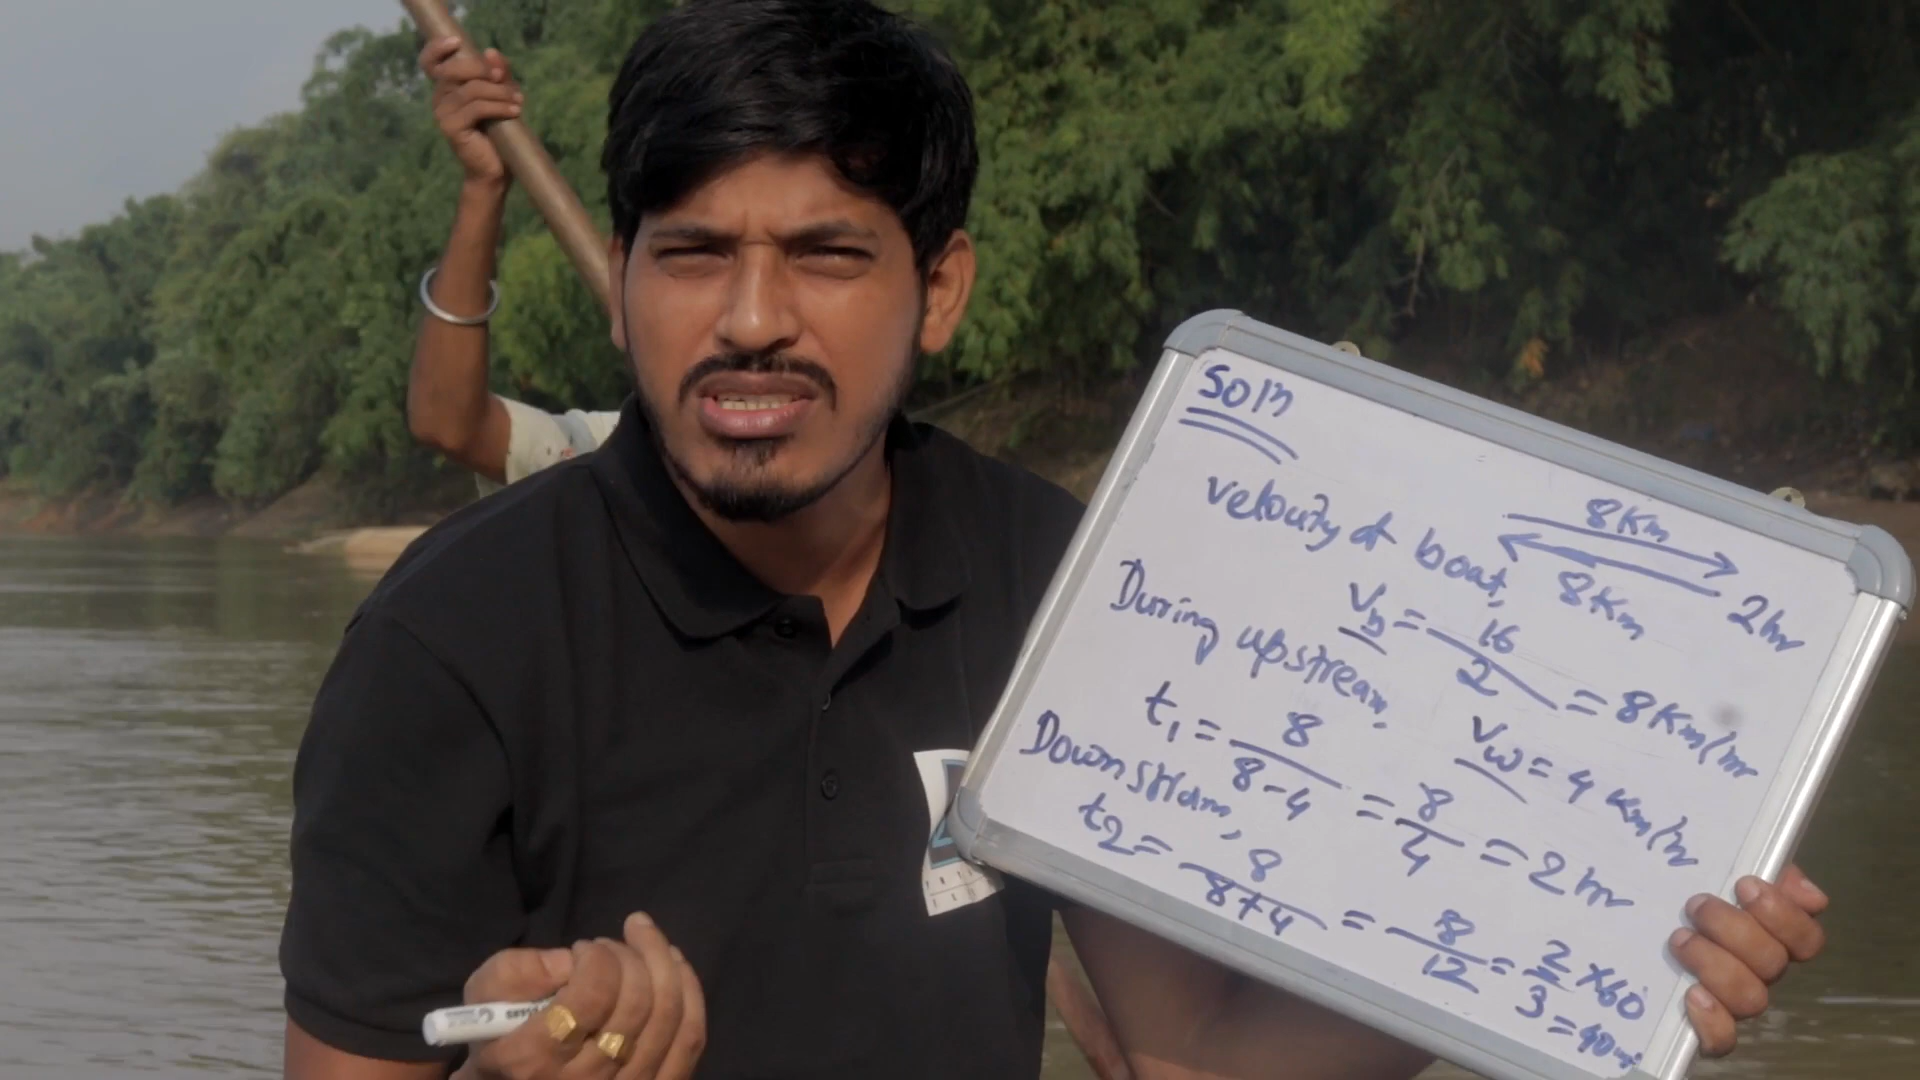 Soln
8Km
velocity of boat,
8Km
2hr
Vb = 16/2 = 8Km/hr
During upstream,
Vw = 4 Km/hr
t1 = 8/8-4 = 8/4 = 2hr
Downstream,
t2 = 8/8+4 = 8/12 = 2/3 × 60
= 40 min